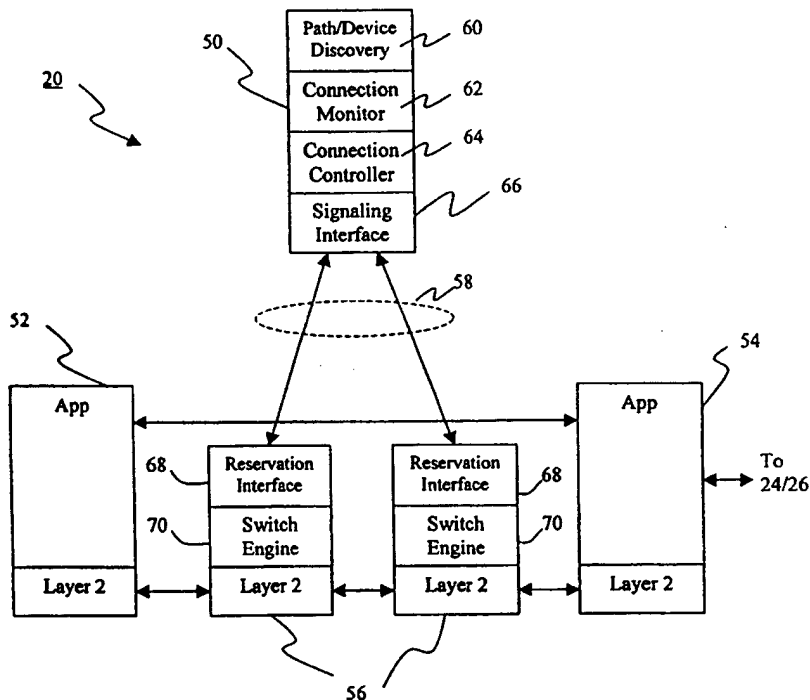 Path/Device
Discovery
60
50
20
Connection
Monitor
62
Connection
Controller
64
Signaling
Interface
66
58
52
54
App
App
68
Reservation
Interface
Reservation
Interface
68
To
24/26
70
Switch
Engine
Switch
Engine
70
Layer 2
Layer 2
Layer 2
Layer 2
56